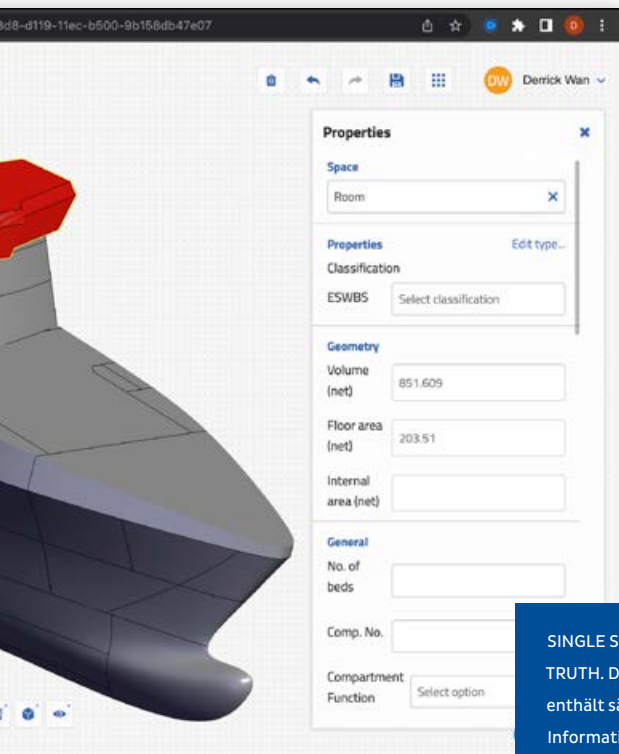 d8-d119-11ec-b500-9b158db47e07
D
DW Derrick Wan
Properties
Space
Room
Properties Edit type...
Classification
ESWBS Select classification
Geometry
Volume
(net) 851.609
Floor area
(net) 203.51
Internal
area (net)
General
No. of
beds
Comp. No.
Compartment
Function Select option
SINGLE S
TRUTH. D
enthält sä
Informati